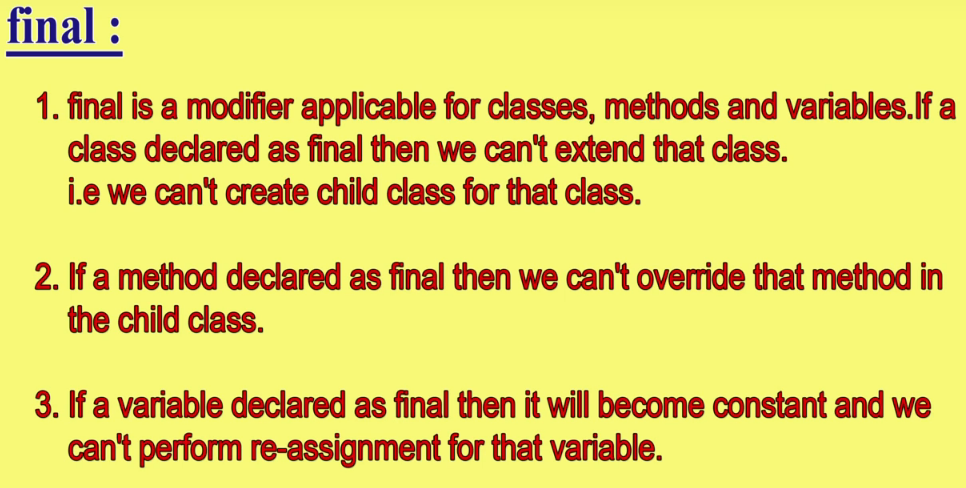 final :
1. final is a modifier applicable for classes, methods and variables.If a
class declared as final then we can't extend that class.
i.e we can't create child class for that class.
2. If a method declared as final then we can't override that method in
the child class.
3. If a variable declared as final then it will become constant and we
can't perform re-assignment for that variable.